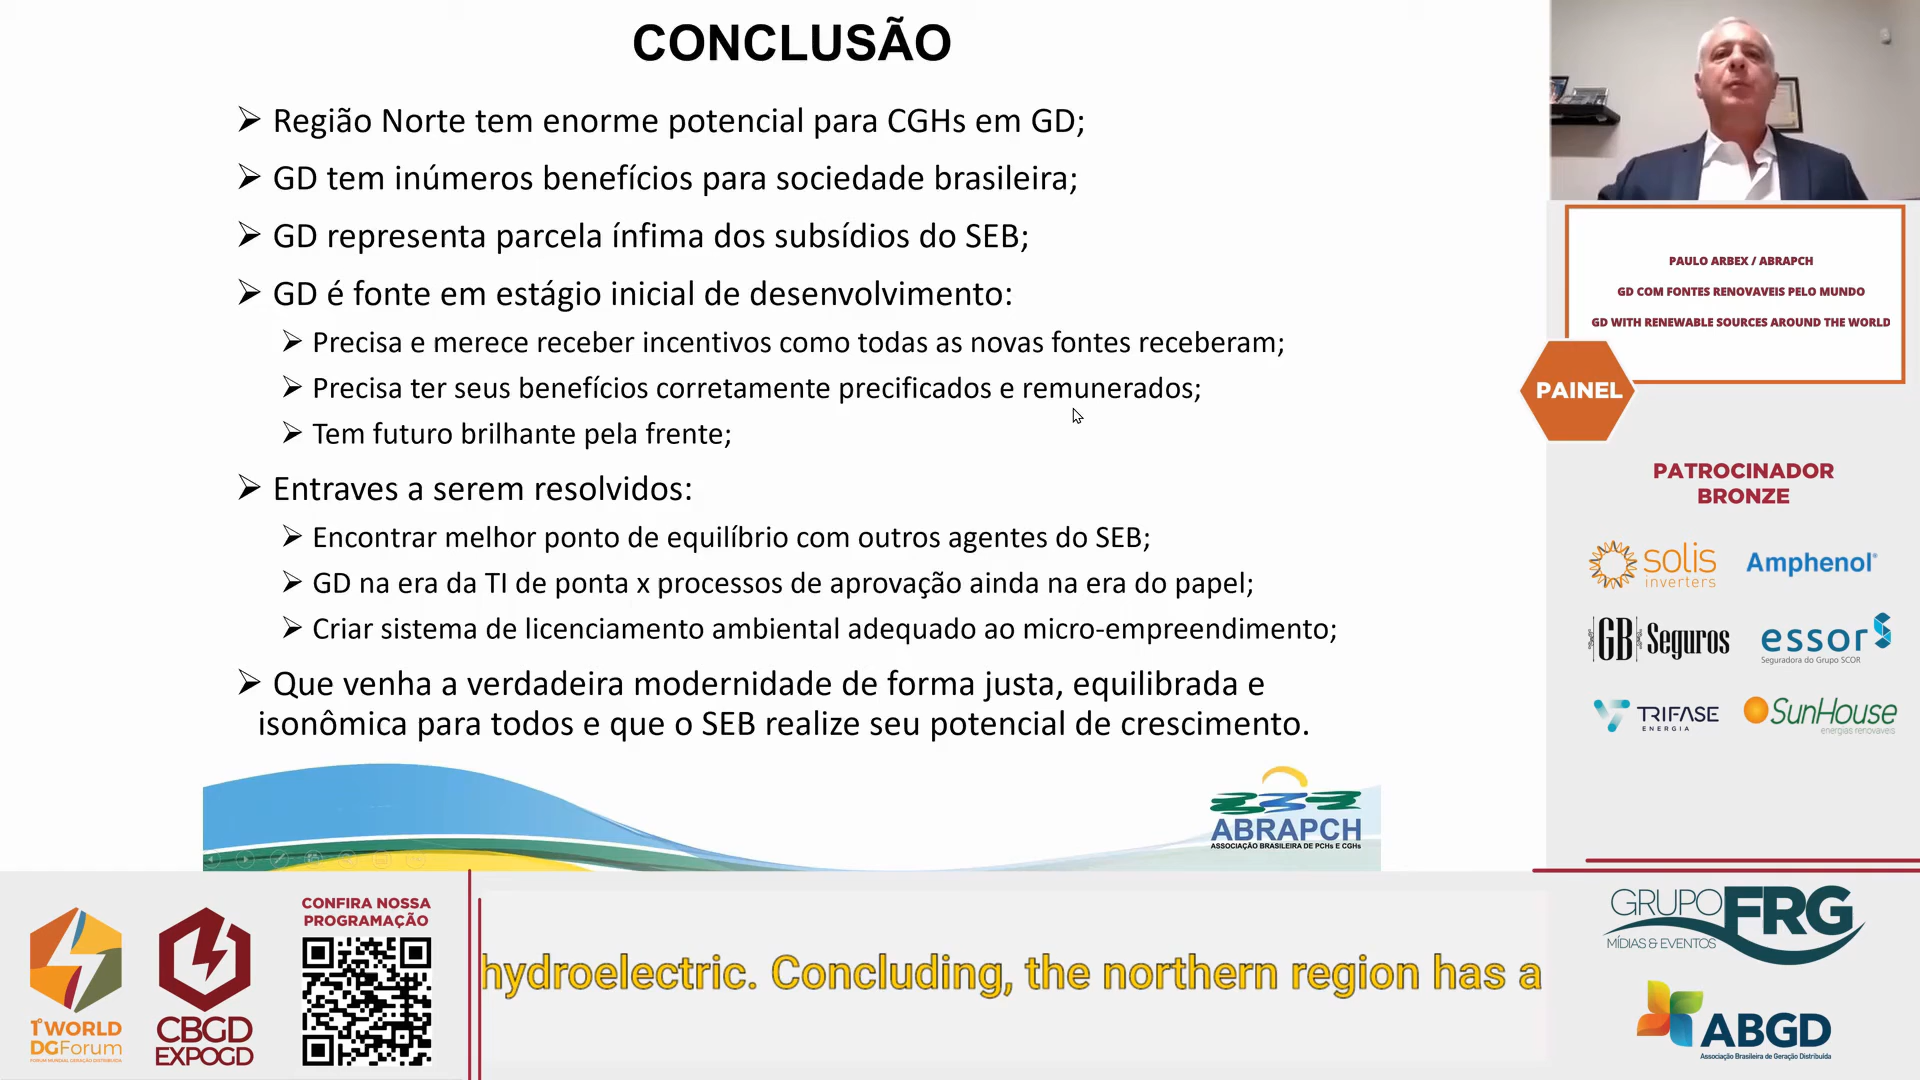 CONCLUSÃO
➢ Região Norte tem enorme potencial para CGHs em GD;
➢ GD tem inúmeros benefícios para sociedade brasileira;
➢ GD representa parcela ínfima dos subsídios do SEB;
➢ GD é fonte em estágio inicial de desenvolvimento:
➢ Precisa e merece receber incentivos como todas as novas fontes receberam;
➢ Precisa ter seus benefícios corretamente precificados e remunerados;
➢ Tem futuro brilhante pela frente;
➢ Entraves a serem resolvidos:
➢ Encontrar melhor ponto de equilíbrio com outros agentes do SEB;
➢ GD na era da TI de ponta x processos de aprovação ainda na era do papel;
➢ Criar sistema de licenciamento ambiental adequado ao micro-empreendimento;
➢ Que venha a verdadeira modernidade de forma justa, equilibrada e
isonômica para todos e que o SEB realize seu potencial de crescimento.
ABRAPCH
ASSOCIAÇÃO BRASILEIRA DE PCHs E CGHs
PAULO ARBEX / ABRAPCH
GD COM FONTES RENOVAVEIS PELO MUNDO
GD WITH RENEWABLE SOURCES AROUND THE WORLD
PAINEL
PATROCINADOR
BRONZE
solis
inverters
Amphenol
GB Seguros
essor
Seguradora do Grupo SCOR
TRIFASE
ENERGIA
SunHouse
energias renováveis
1º WORLD
DGForum
FÓRUM MUNDIAL GERAÇÃO DISTRIBUÍDA
CBGD
EXPOGD
CONFIRA NOSSA
PROGRAMAÇÃO
hydroelectric. Concluding, the northern region has a
GRUPO FRG
MÍDIAS & EVENTOS
ABGD
Associação Brasileira de Geração Distribuída